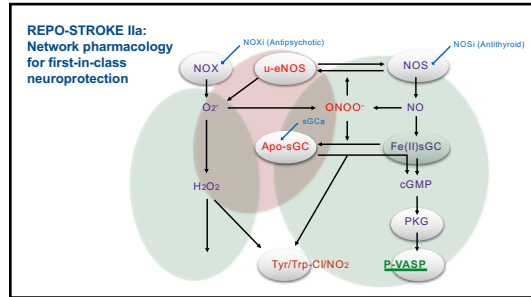 REPO-STROKE IIa:
Network pharmacology
for first-in-class
neuroprotection
NOXi (Antipsychotic)
NOSi (Antithyroid)
NOX
u-eNOS
NOS
O2-
ONOO-
NO
sGCa
Apo-sGC
Fe(II)sGC
H2O2
cGMP
PKG
Tyr/Trp-Cl/NO2
P-VASP